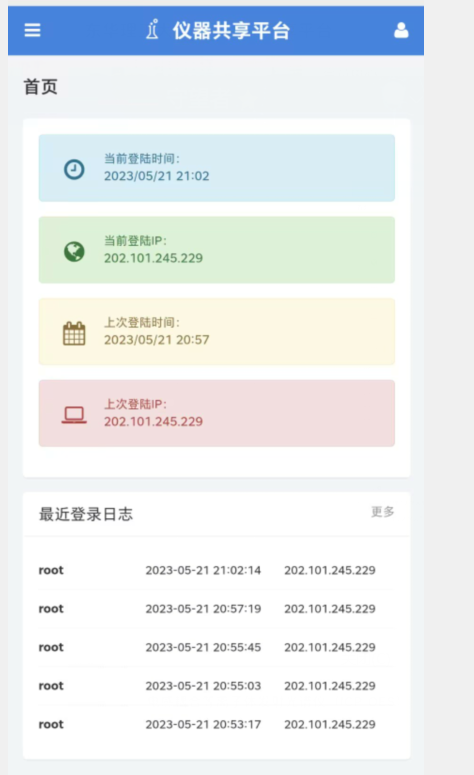 仪器共享平台
首页
当前登陆时间：
2023/05/21 21:02
当前登陆IP：
202.101.245.229
上次登陆时间：
2023/05/21 20:57
上次登陆IP：
202.101.245.229
最近登录日志 更多
root 2023-05-21 21:02:14 202.101.245.229
root 2023-05-21 20:57:19 202.101.245.229
root 2023-05-21 20:55:45 202.101.245.229
root 2023-05-21 20:55:03 202.101.245.229
root 2023-05-21 20:53:17 202.101.245.229